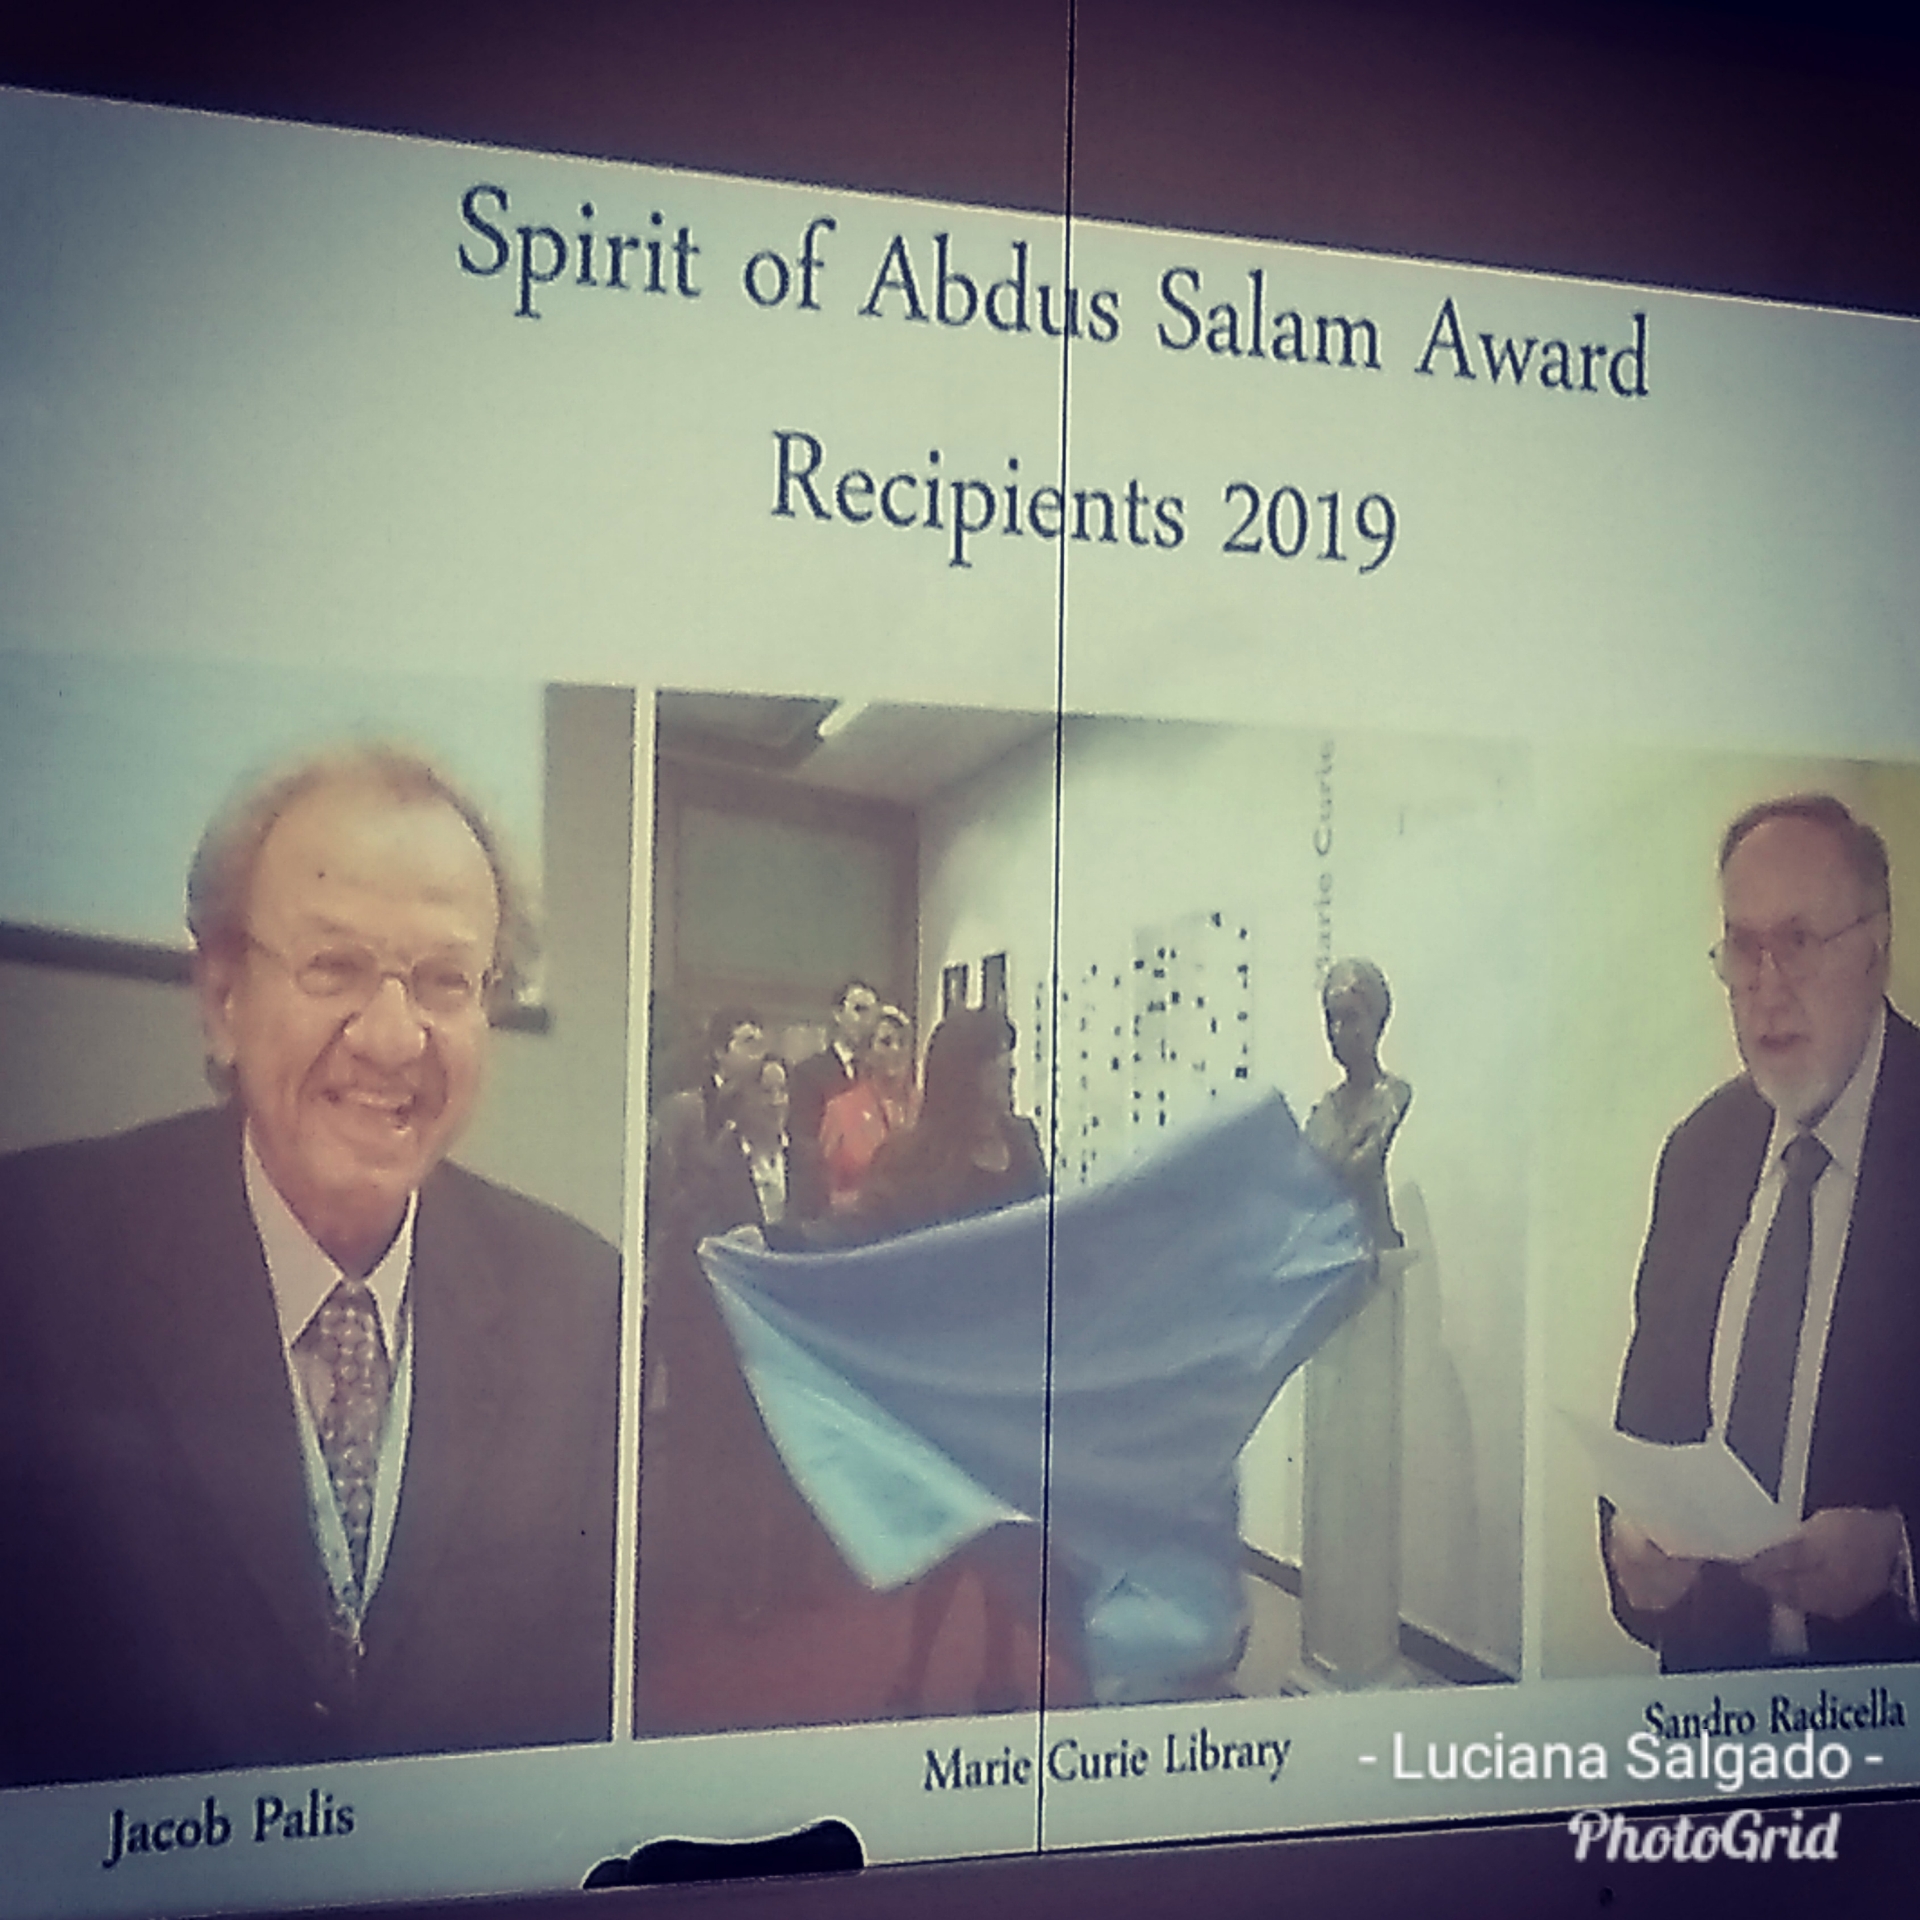 Spirit of Abdus Salam Award
Recipients 2019
Marie Curie
Jacob Palis
Marie Curie Library
Sandro Radicella
- Luciana Salgado -
PhotoGrid